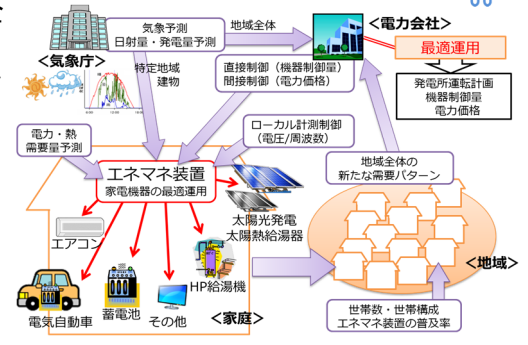 気象予測
日射量・発電量予測
地域全体
<電力会社>
最適運用
<気象庁>
特定地域
建物
直接制御（機器制御量）
間接制御（電力価格）
発電所運転計画
機器制御量
電力価格
電力・熱
需要量予測
ローカル計測制御
（電圧/周波数）
エネマネ装置
家電機器の最適運用
地域全体の
新たな需要パターン
太陽光発電
太陽熱給湯器
エアコン
HP給湯機
<地域>
電気自動車
蓄電池
その他
<家庭>
世帯数・世帯構成
エネマネ装置の普及率